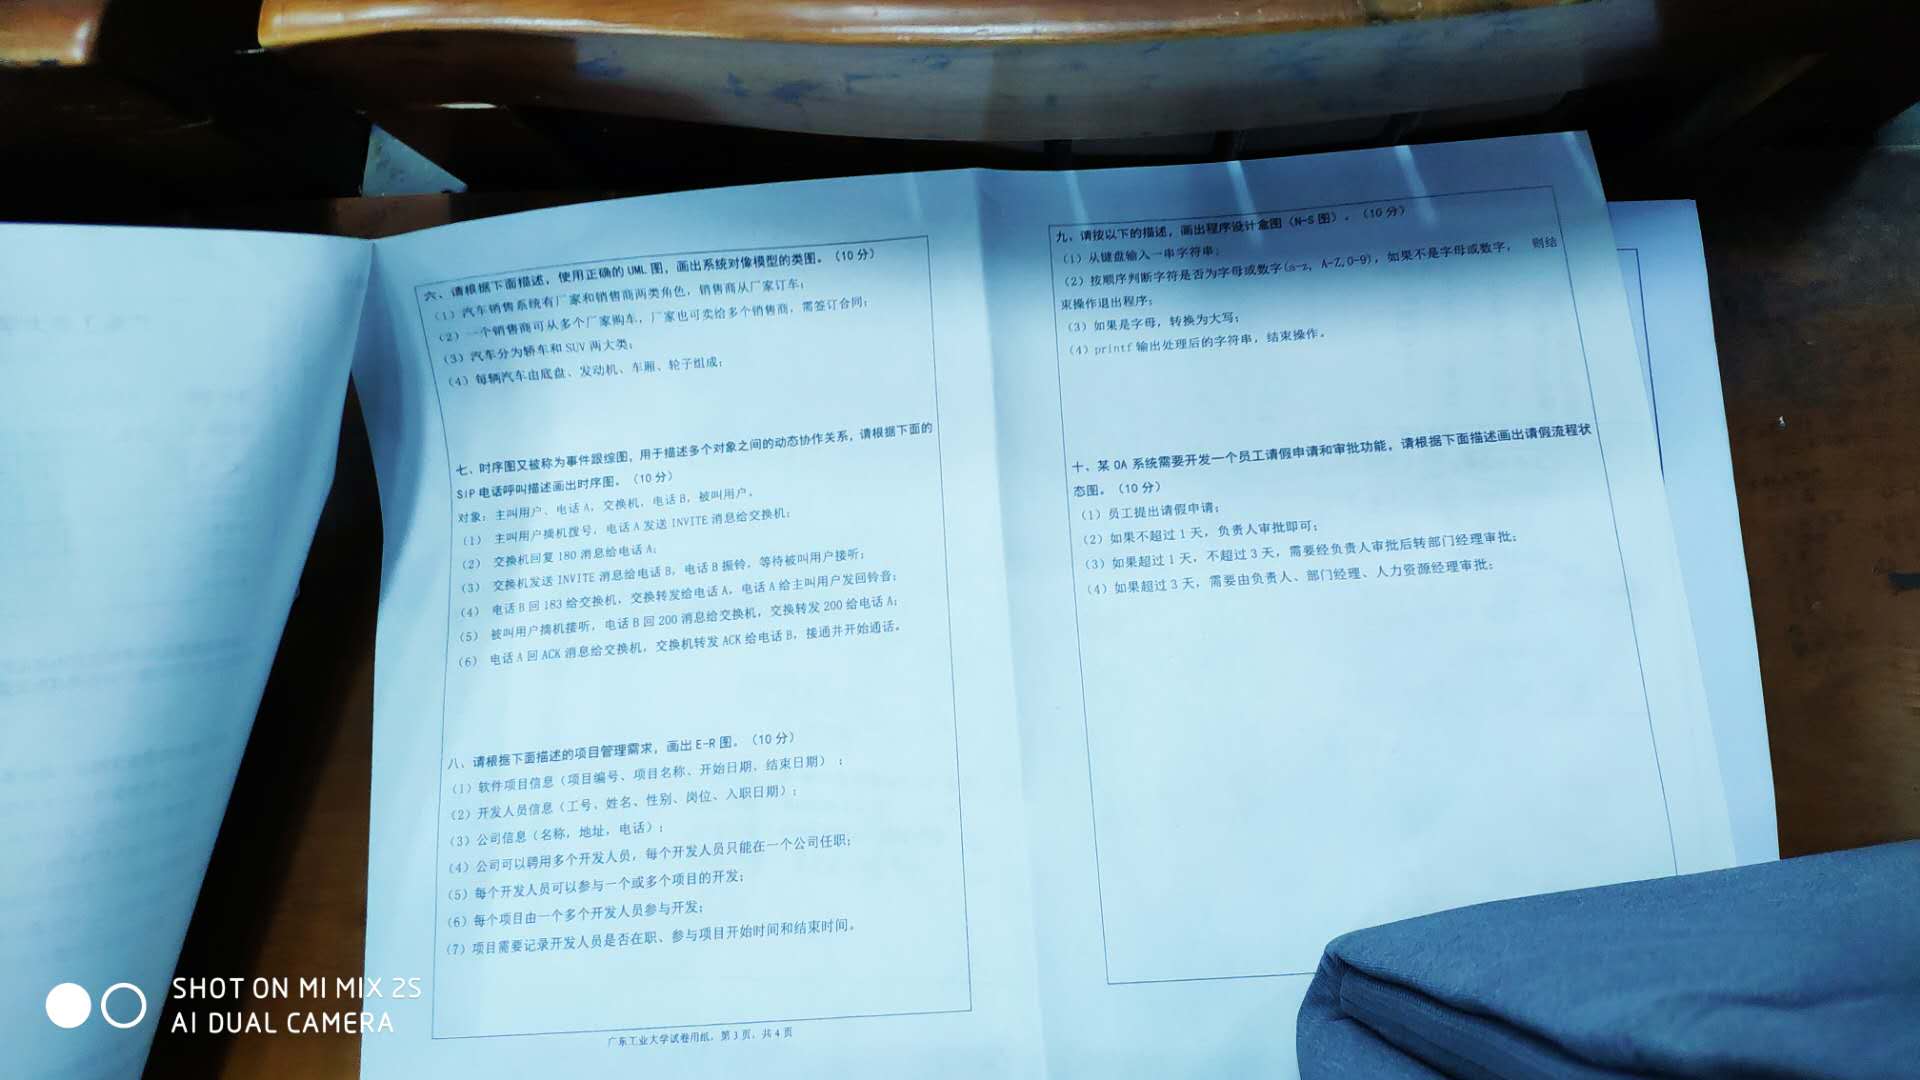 六、请根据下面描述，使用正确的 UML 图，画出系统对像模型的类图。（10 分）
（1）汽车销售系统有厂家和销售商两类角色，销售商从厂家订车；
（2）一个销售商可从多个厂家购车，厂家也可卖给多个销售商，需签订合同；
（3）汽车分为轿车和 SUV 两大类；
（4）每辆汽车由底盘、发动机、车厢、轮子组成；
七、时序图又被称为事件跟综图，用于描述多个对象之间的动态协作关系，请根据下面的
SIP 电话呼叫描述画出时序图。（10 分）
对象：主叫用户、电话 A，交换机，电话 B，被叫用户。
（1） 主叫用户摘机拨号，电话 A 发送 INVITE 消息给交换机；
（2） 交换机回复 180 消息给电话 A；
（3） 交换机发送 INVITE 消息给电话 B，电话 B 振铃，等待被叫用户接听；
（4） 电话 B 回 183 给交换机，交换转发给电话 A，电话 A 给主叫用户发回铃音；
（5） 被叫用户摘机接听，电话 B 回 200 消息给交换机，交换转发 200 给电话 A；
（6） 电话 A 回 ACK 消息给交换机，交换机转发 ACK 给电话 B，接通并开始通话。
八、请根据下面描述的项目管理需求，画出 E-R 图。（10 分）
（1）软件项目信息（项目编号、项目名称、开始日期、结束日期）；
（2）开发人员信息（工号，姓名、性别、岗位、入职日期）；
（3）公司信息（名称，地址，电话）；
（4）公司可以聘用多个开发人员，每个开发人员只能在一个公司任职；
（5）每个开发人员可以参与一个或多个项目的开发；
（6）每个项目由一个多个开发人员参与开发；
（7）项目需要记录开发人员是否在职、参与项目开始时间和结束时间。
广东工业大学试卷用纸，第 3 页，共 4 页
九、请按以下的描述，画出程序设计盒图（N-S 图）。（10 分）
（1）从键盘输入一串字符串；
（2）按顺序判断字符是否为字母或数字(a-z, A-Z,0-9)，如果不是字母或数字， 则结
束操作退出程序；
（3）如果是字母，转换为大写；
（4）printf 输出处理后的字符串，结束操作。
十、某 OA 系统需要开发一个员工请假申请和审批功能，请根据下面描述画出请假流程状
态图。（10 分）
（1）员工提出请假申请；
（2）如果不超过 1 天，负责人审批即可；
（3）如果超过 1 天，不超过 3 天，需要经负责人审批后转部门经理审批；
（4）如果超过 3 天，需要由负责人、部门经理、人力资源经理审批；
SHOT ON MI MIX 2S
AI DUAL CAMERA